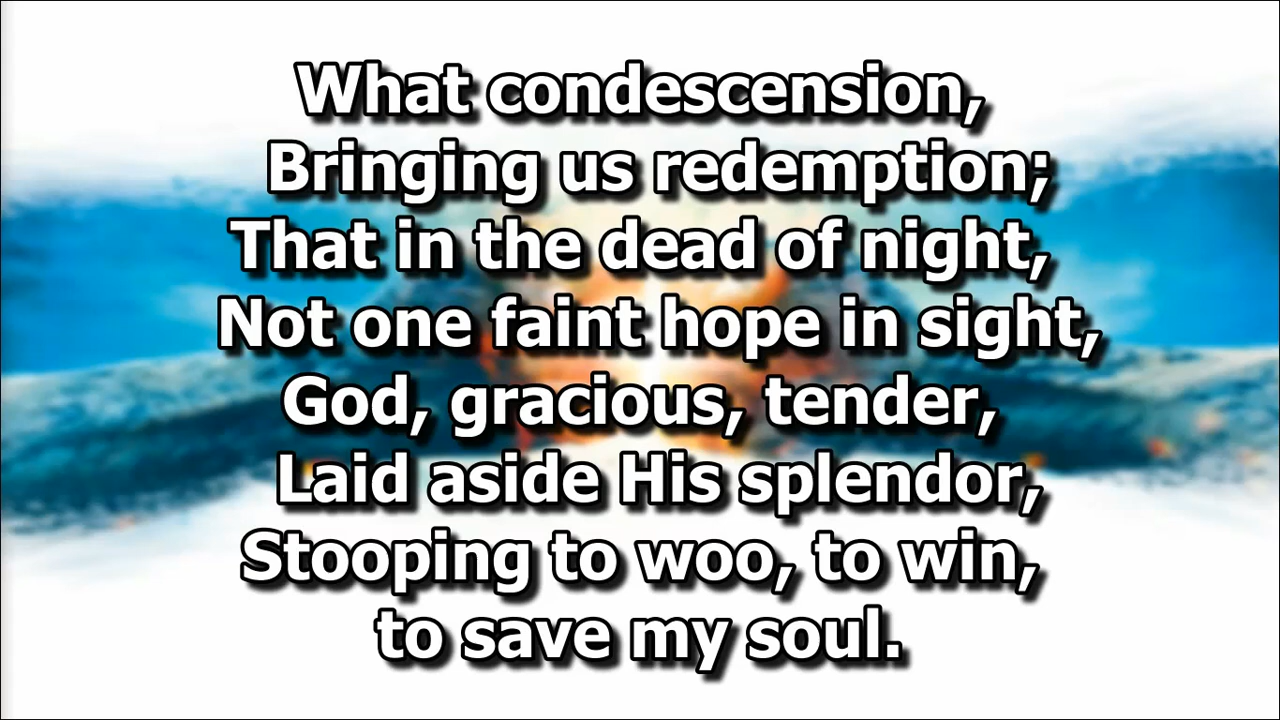 What condescension,
Bringing us redemption;
That in the dead of night,
Not one faint hope in sight,
God, gracious, tender,
Laid aside His splendor,
Stooping to woo, to win,
to save my soul.